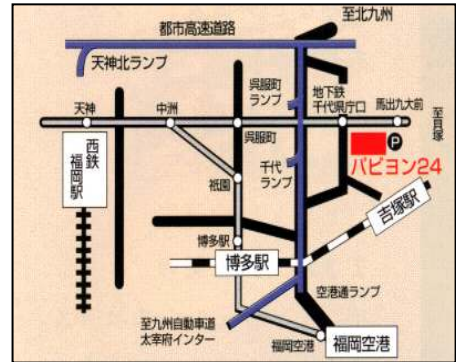 至北九州
都市高速道路
天神北ランプ
呉服町
ランプ
地下鉄
千代県庁口
馬出九大前
天神
中洲
呉服町
至貝塚
P
西鉄
福岡駅
パピヨン24
千代
ランプ
祇園
吉塚駅
博多駅
博多駅
空港通ランプ
至九州自動車道
太宰府インター
福岡空港
福岡空港